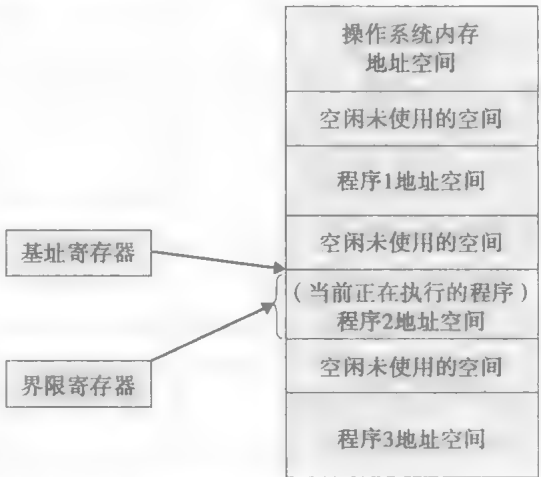 操作系统内存
地址空间
空闲未使用的空间
程序1地址空间
空闲未使用的空间
基址寄存器
(当前正在执行的程序)
程序2地址空间
空闲未使用的空间
界限寄存器
程序3地址空间